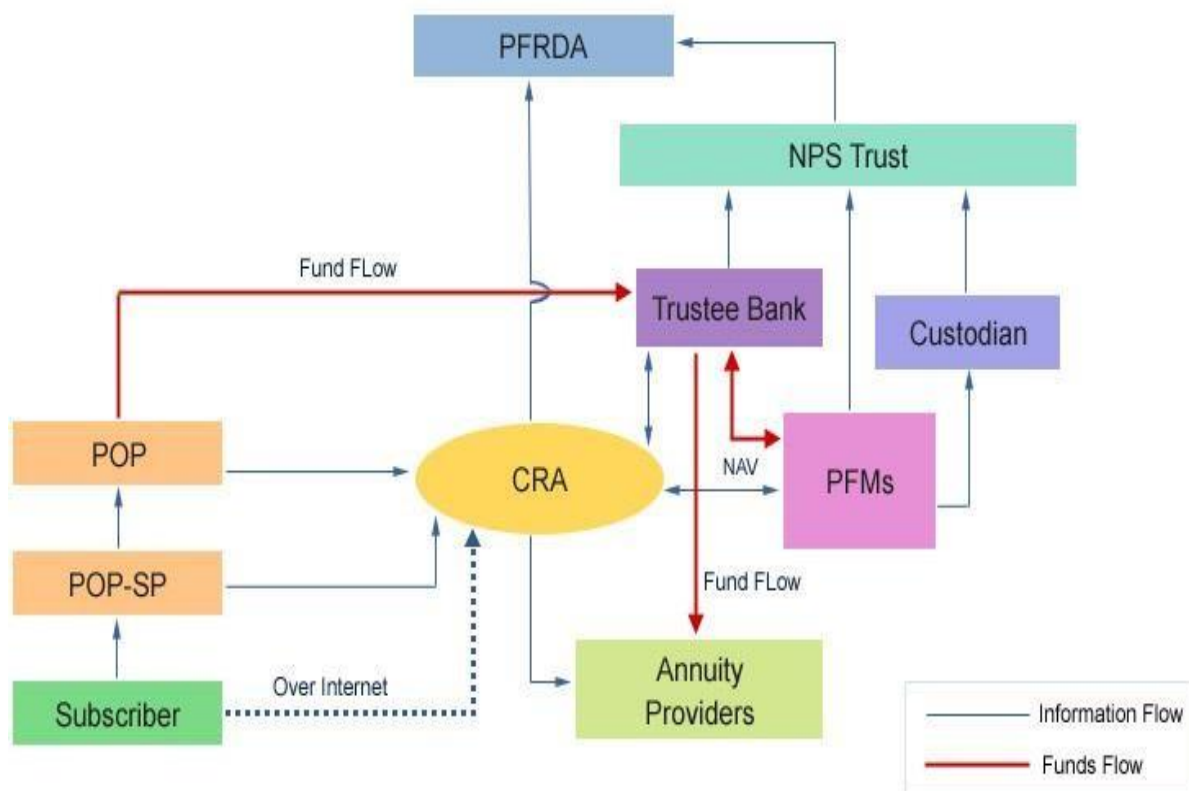 PFRDA
NPS Trust
Fund FLow
Trustee Bank
Custodian
POP
CRA
NAV
PFMs
POP-SP
Fund FLow
Over Internet
Subscriber
Annuity
Providers
Information Flow
Funds Flow